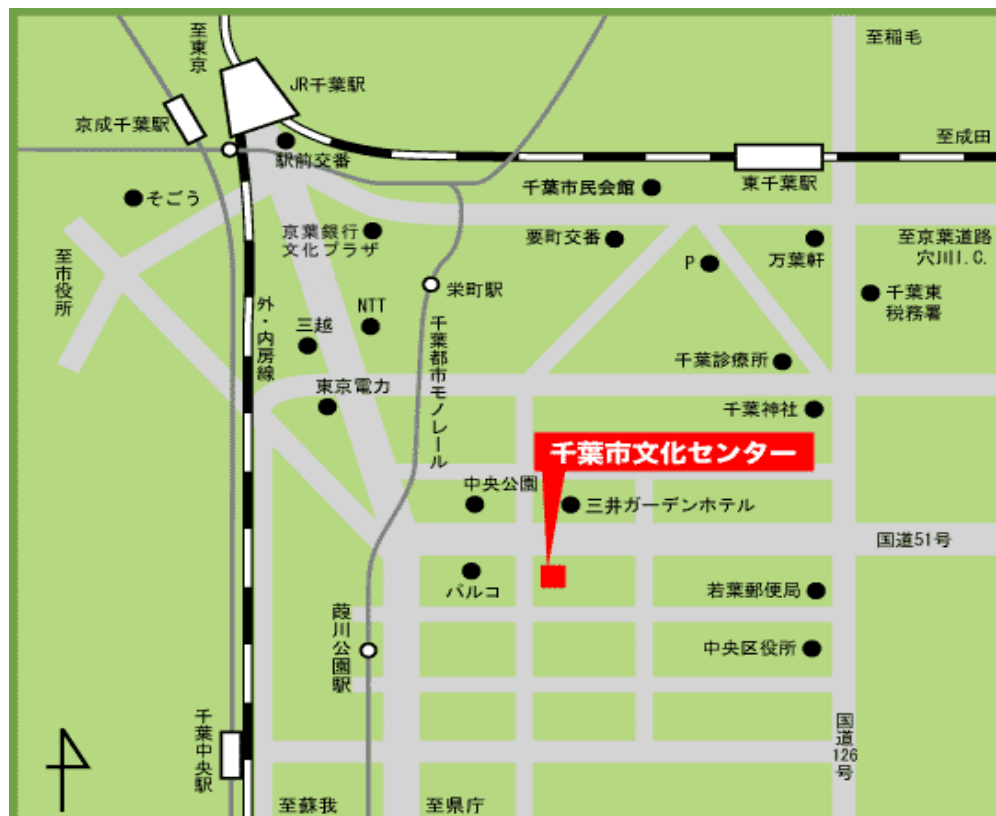 至東京
至稲毛
JR千葉駅
京成千葉駅
至成田
駅前交番
千葉市民会館
東千葉駅
そごう
京葉銀行
文化プラザ
要町交番
万葉軒
至京葉道路
穴川I.C.
至市役所
P
栄町駅
千葉東
税務署
外・内房線
NTT
三越
千葉都市モノレール
千葉診療所
東京電力
千葉神社
千葉市文化センター
中央公園
三井ガーデンホテル
国道51号
パルコ
若葉郵便局
葭川公園駅
中央区役所
千葉中央駅
国道126号
至蘇我
至県庁